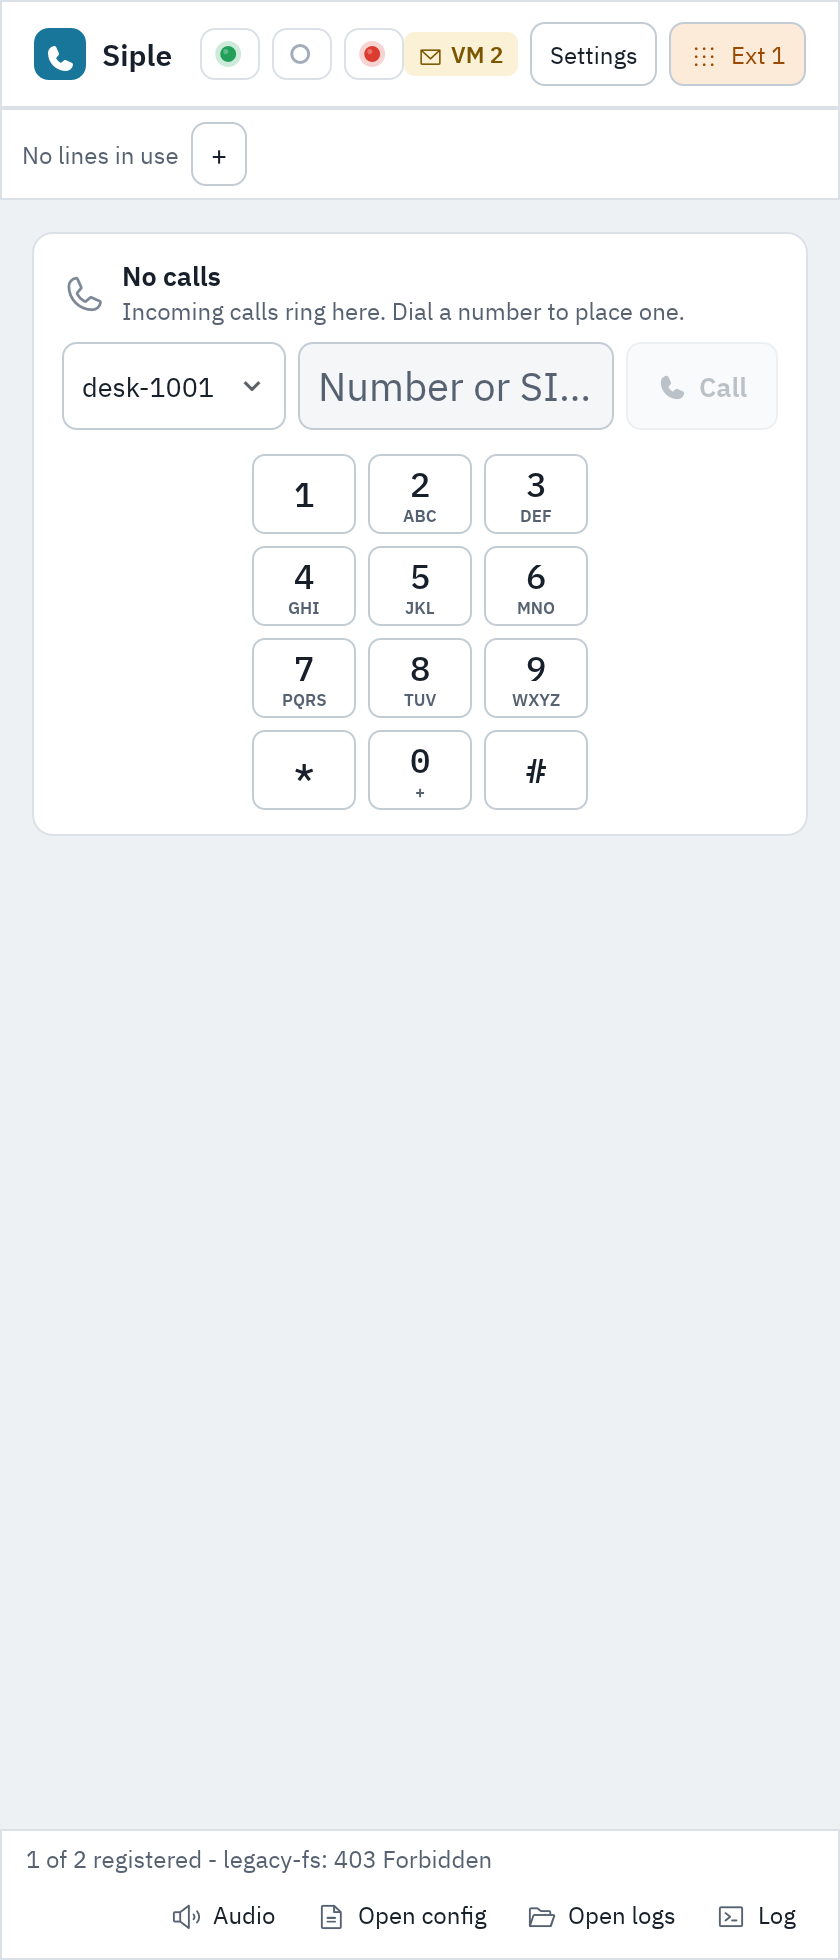 Siple
VM 2
Settings
Ext 1
No lines in use
+
No calls
Incoming calls ring here. Dial a number to place one.
desk-1001
Number or SI...
Call
1
2
ABC
3
DEF
4
GHI
5
JKL
6
MNO
7
PQRS
8
TUV
9
WXYZ
*
0
+
#
1 of 2 registered - legacy-fs: 403 Forbidden
Audio
Open config
Open logs
Log